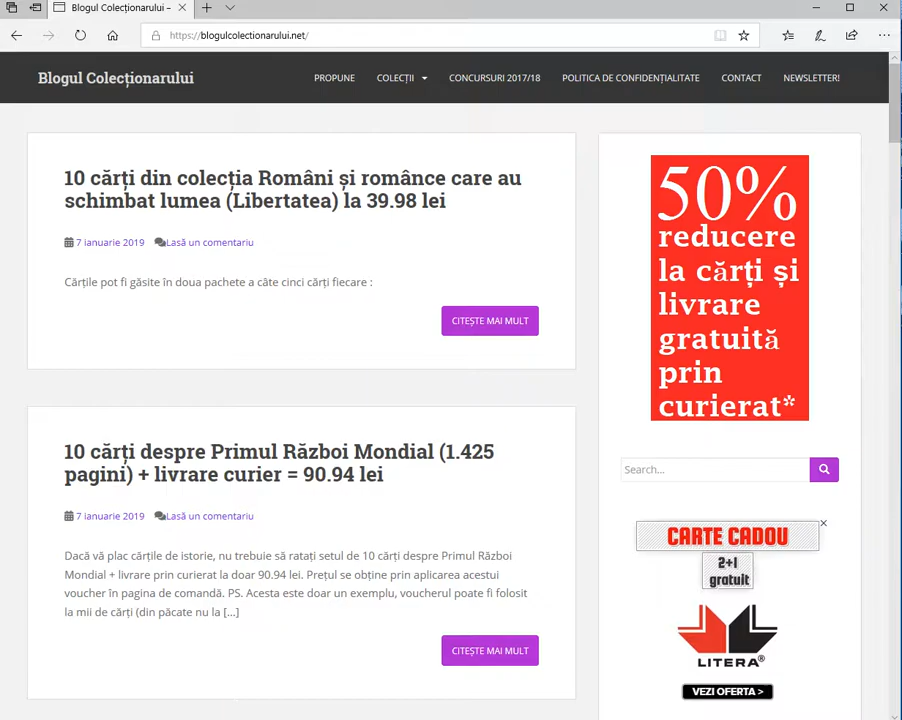 Blogul Colecționarului –
https://blogulcolectionarului.net/
Blogul Colecționarului
PROPUNE
COLECȚII
CONCURSURI 2017/18
POLITICA DE CONFIDENȚIALITATE
CONTACT
NEWSLETTER!
10 cărți din colecția Români și românce care au
schimbat lumea (Libertatea) la 39.98 lei
7 ianuarie 2019
Lasă un comentariu
Cărțile pot fi găsite în doua pachete a câte cinci cărți fiecare :
CITEȘTE MAI MULT
10 cărți despre Primul Război Mondial (1.425
pagini) + livrare curier = 90.94 lei
7 ianuarie 2019
Lasă un comentariu
Dacă vă plac cărțile de istorie, nu trebuie să ratați setul de 10 cărți despre Primul Război
Mondial + livrare prin curierat la doar 90.94 lei. Prețul se obține prin aplicarea acestui
voucher în pagina de comandă. PS. Acesta este doar un exemplu, voucherul poate fi folosit
la mii de cărți (din păcate nu la […]
CITEȘTE MAI MULT
50%
reducere
la cărți și
livrare
gratuită
prin
curierat*
Search...
CARTE CADOU
2+1
gratuit
LITERA®
VEZI OFERTA >